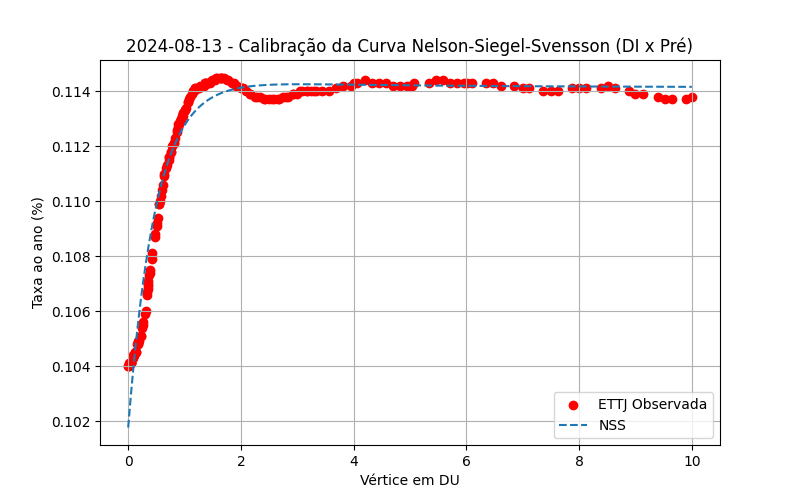 2024-08-13 - Calibração da Curva Nelson-Siegel-Svensson (DI x Pré)
Taxa ao ano (%)
0.114
0.112
0.110
0.108
0.106
0.104
0.102
ETTJ Observada
NSS
0 2 4 6 8 10
Vértice em DU